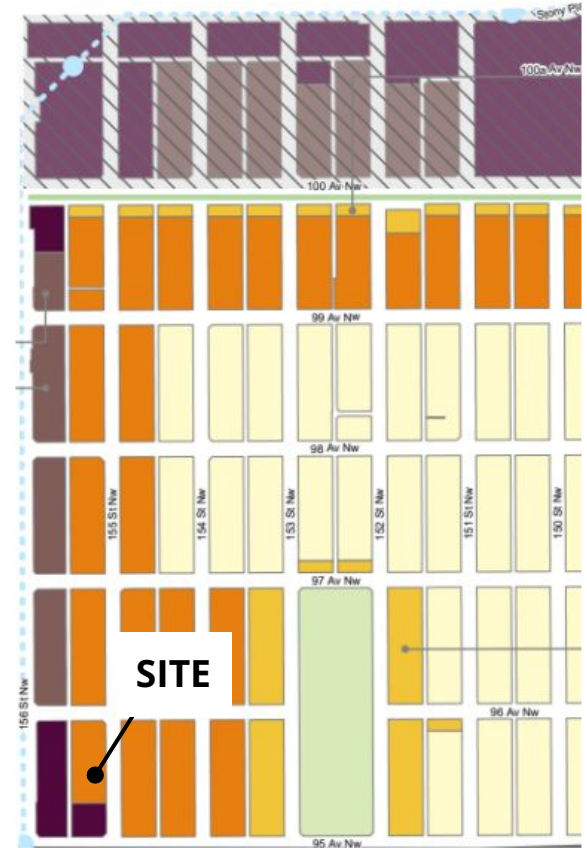 Stony Pl
100a Av Nw
100 Av Nw
99 Av Nw
98 Av Nw
155 St Nw
154 St Nw
153 St Nw
152 St Nw
151 St Nw
150 St Nw
97 Av Nw
SITE
156 St Nw
96 Av Nw
95 Av Nw